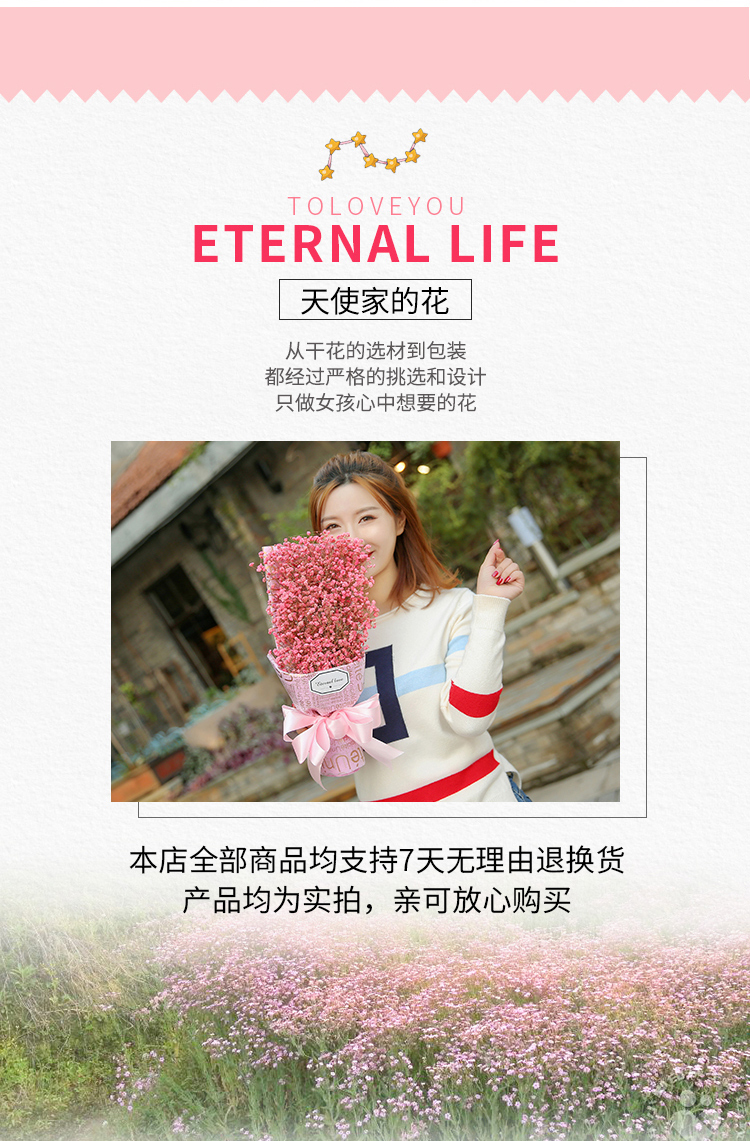 TOLOVEYOU
ETERNAL LIFE
天使家的花
从干花的选材到包装
都经过严格的挑选和设计
只做女孩心中想要的花
Eternal love
本店全部商品均支持7天无理由退换货
产品均为实拍，亲可放心购买